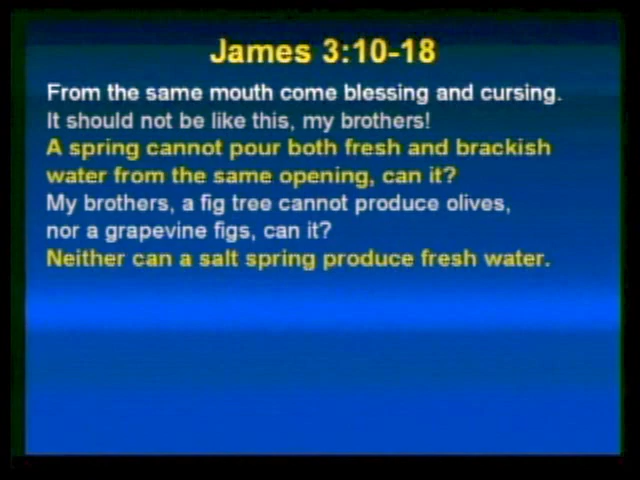 James 3:10-18
From the same mouth come blessing and cursing.
It should not be like this, my brothers!
A spring cannot pour both fresh and brackish
water from the same opening, can it?
My brothers, a fig tree cannot produce olives,
nor a grapevine figs, can it?
Neither can a salt spring produce fresh water.